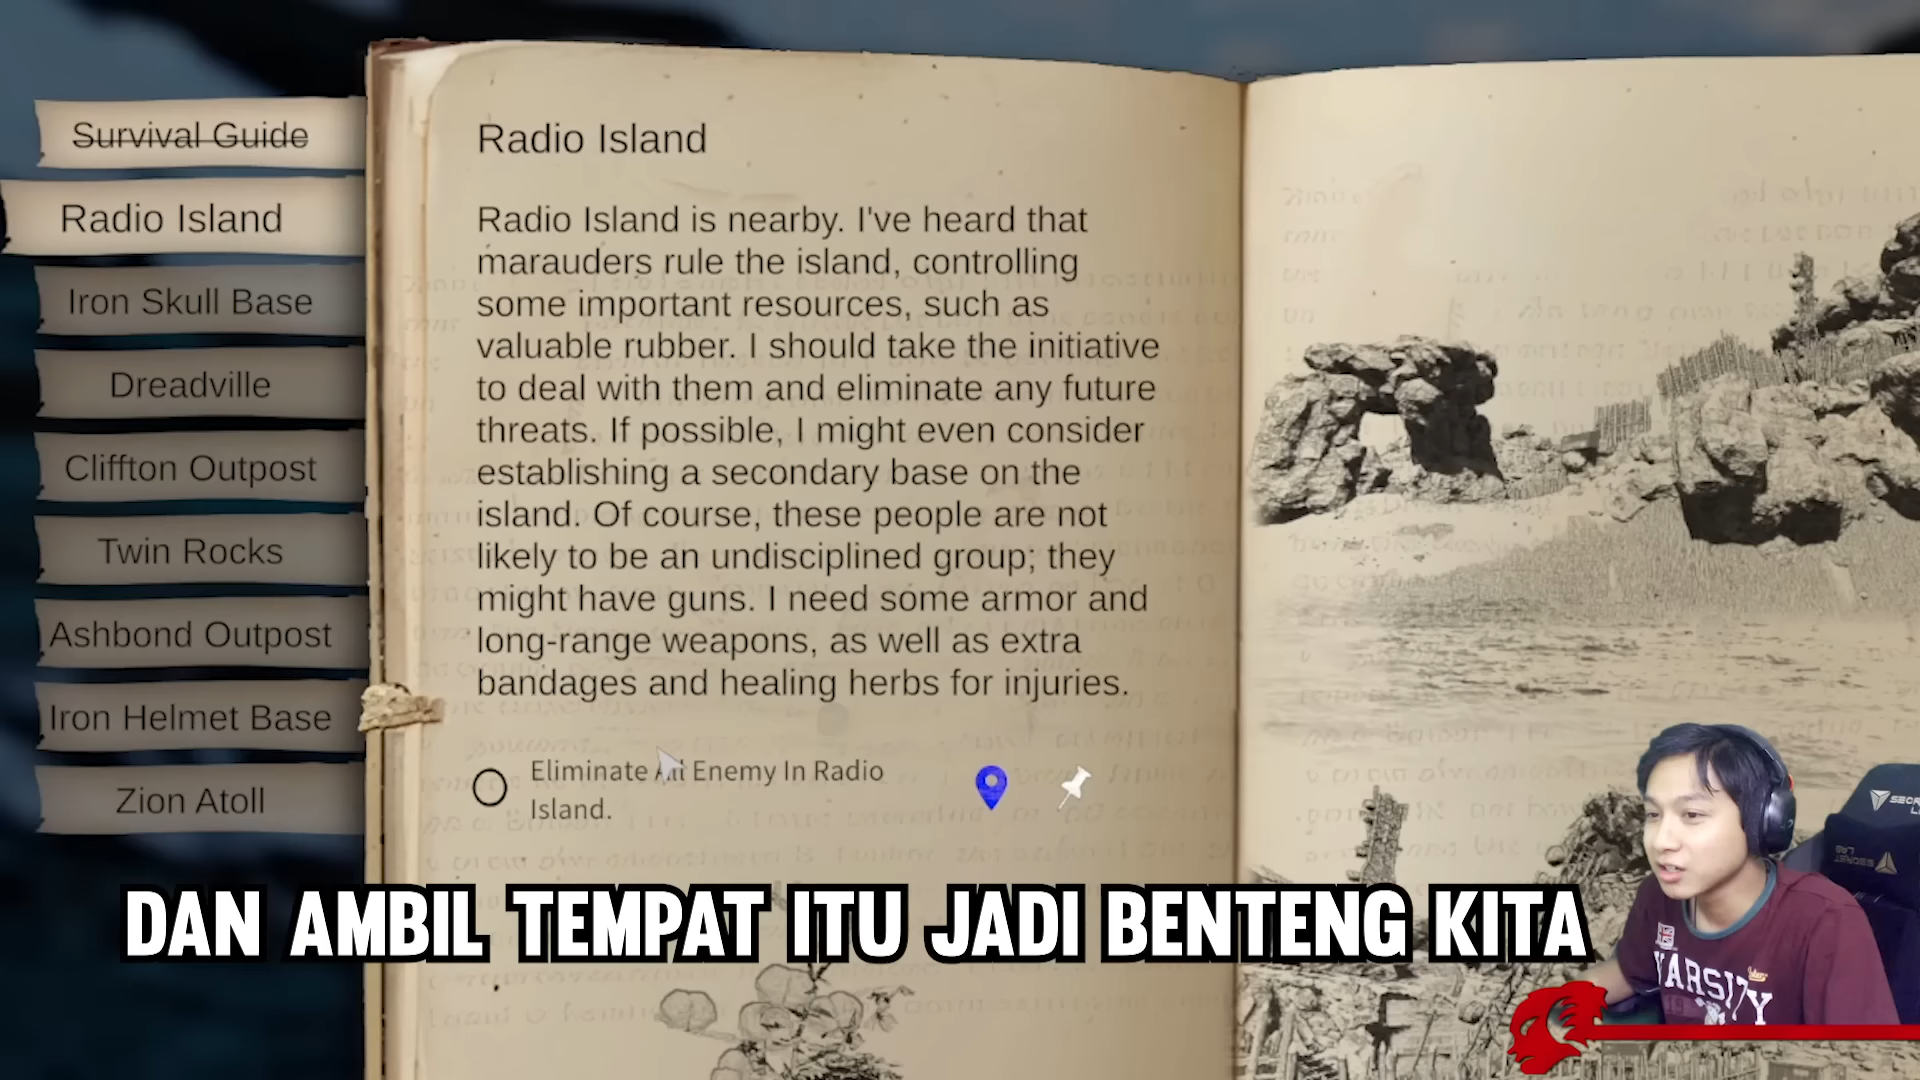 Survival Guide
Radio Island
Iron Skull Base
Dreadville
Cliffton Outpost
Twin Rocks
Ashbond Outpost
Iron Helmet Base
Zion Atoll
Radio Island
Radio Island is nearby. I've heard that
marauders rule the island, controlling
some important resources, such as
valuable rubber. I should take the initiative
to deal with them and eliminate any future
threats. If possible, I might even consider
establishing a secondary base on the
island. Of course, these people are not
likely to be an undisciplined group; they
might have guns. I need some armor and
long-range weapons, as well as extra
bandages and healing herbs for injuries.
Eliminate All Enemy In Radio
Island.
DAN AMBIL TEMPAT ITU JADI BENTENG KITA
VARSITY